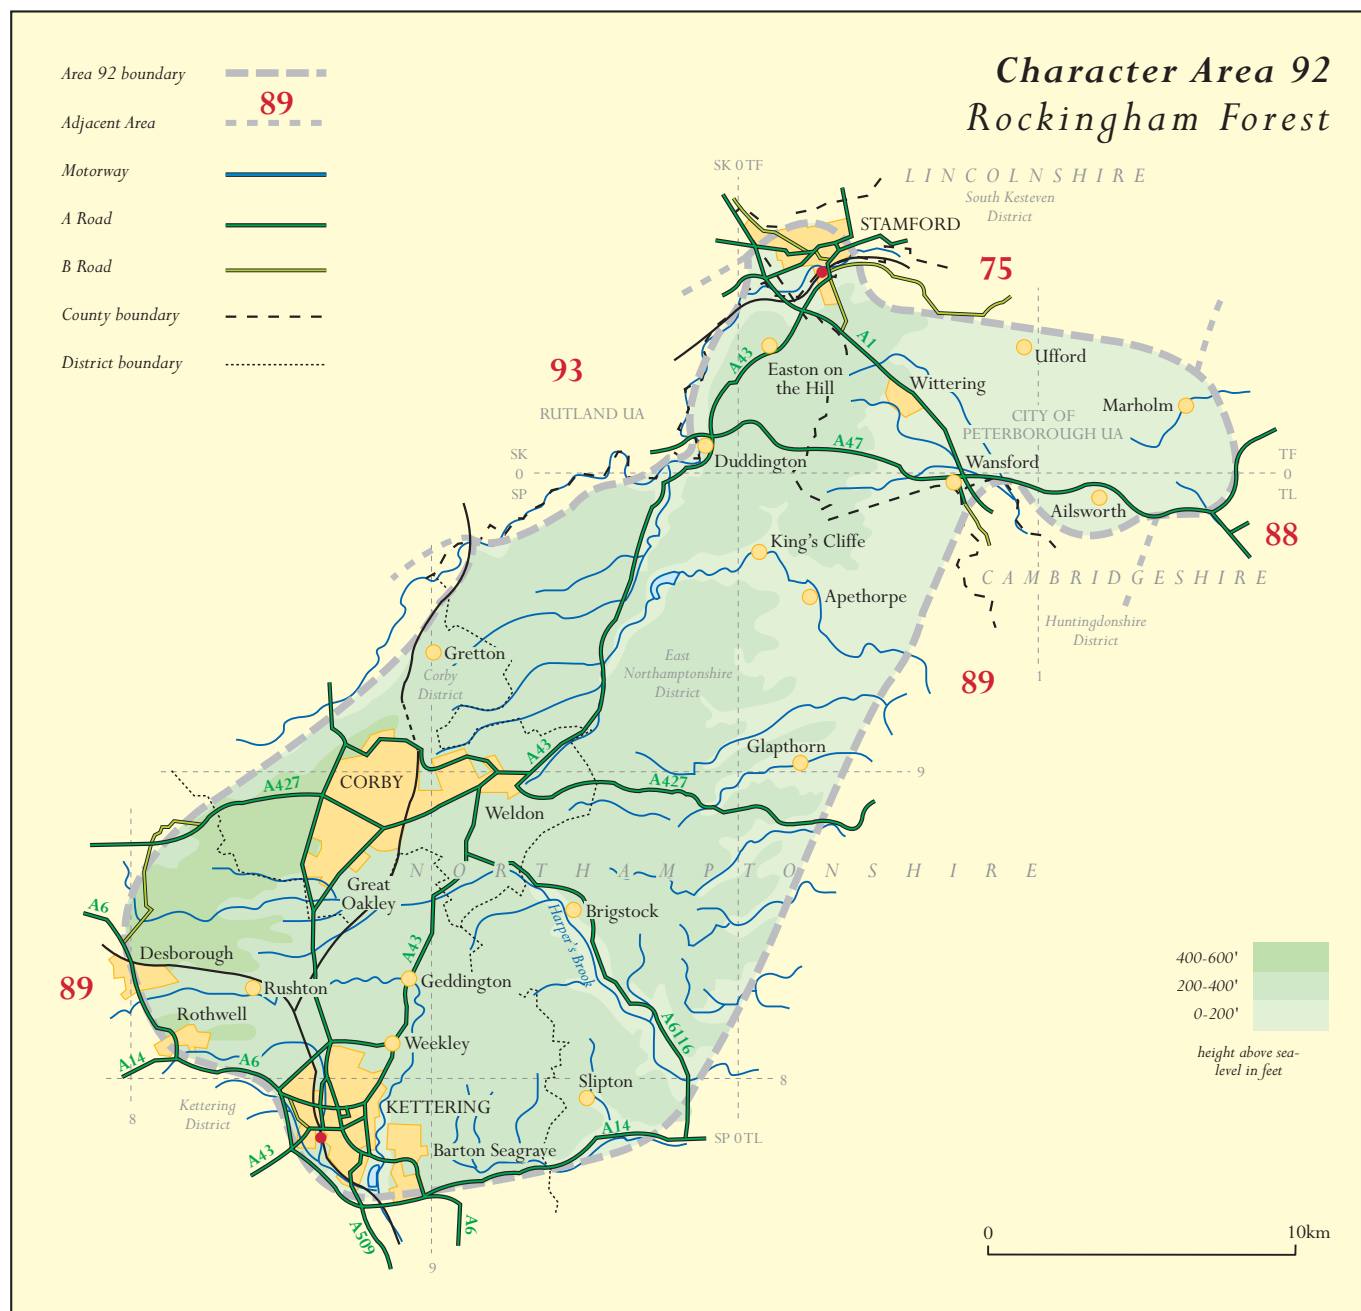 Character Area 92
Rockingham Forest
Area 92 boundary
89
Adjacent Area
Motorway
A Road
B Road
County boundary
District boundary
SK 0 TF
LINCOLNSHIRE
South Kesteven
District
STAMFORD
75
93
RUTLAND UA
A43
A1
Easton on
the Hill
Ufford
Wittering
Marholm
CITY OF
PETERBOROUGH UA
A47
Duddington
Wansford
SK
0
SP
TF
0
TL
Ailsworth
88
King's Cliffe
CAMBRIDGESHIRE
Apethorpe
Huntingdonshire
District
Gretton
Corby
District
East
Northamptonshire
District
89
1
Glapthorn
A43
9
A427
CORBY
A427
Weldon
NORTHAMPTONSHIRE
Great
Oakley
A6
Brigstock
Harper's Brook
Desborough
A43
89
Rushton
Geddington
Rothwell
Weekley
A6116
A14
A6
8
Slipton
Kettering
District
8
KETTERING
A14
SP 0 TL
A43
Barton Seagrave
A509
A6
9
400-600'
200-400'
0-200'
height above sea-
level in feet
0
10km